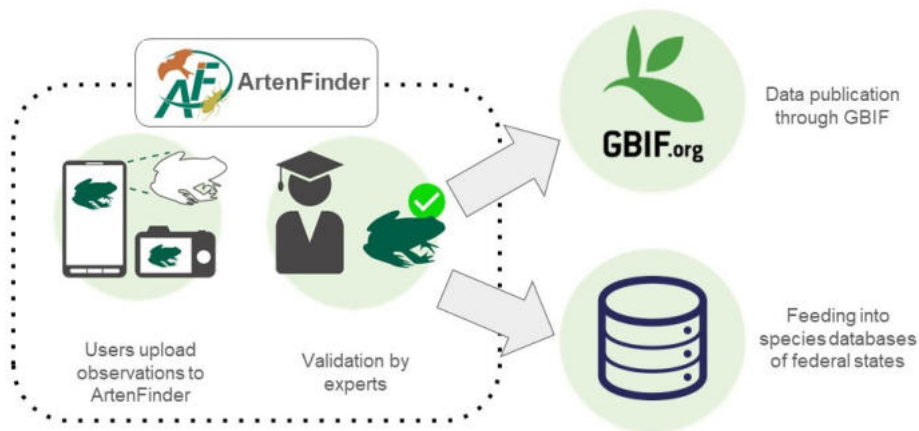 AF ArtenFinder
Users upload
observations to
ArtenFinder
Validation by
experts
GBIF.org
Data publication
through GBIF
Feeding into
species databases
of federal states